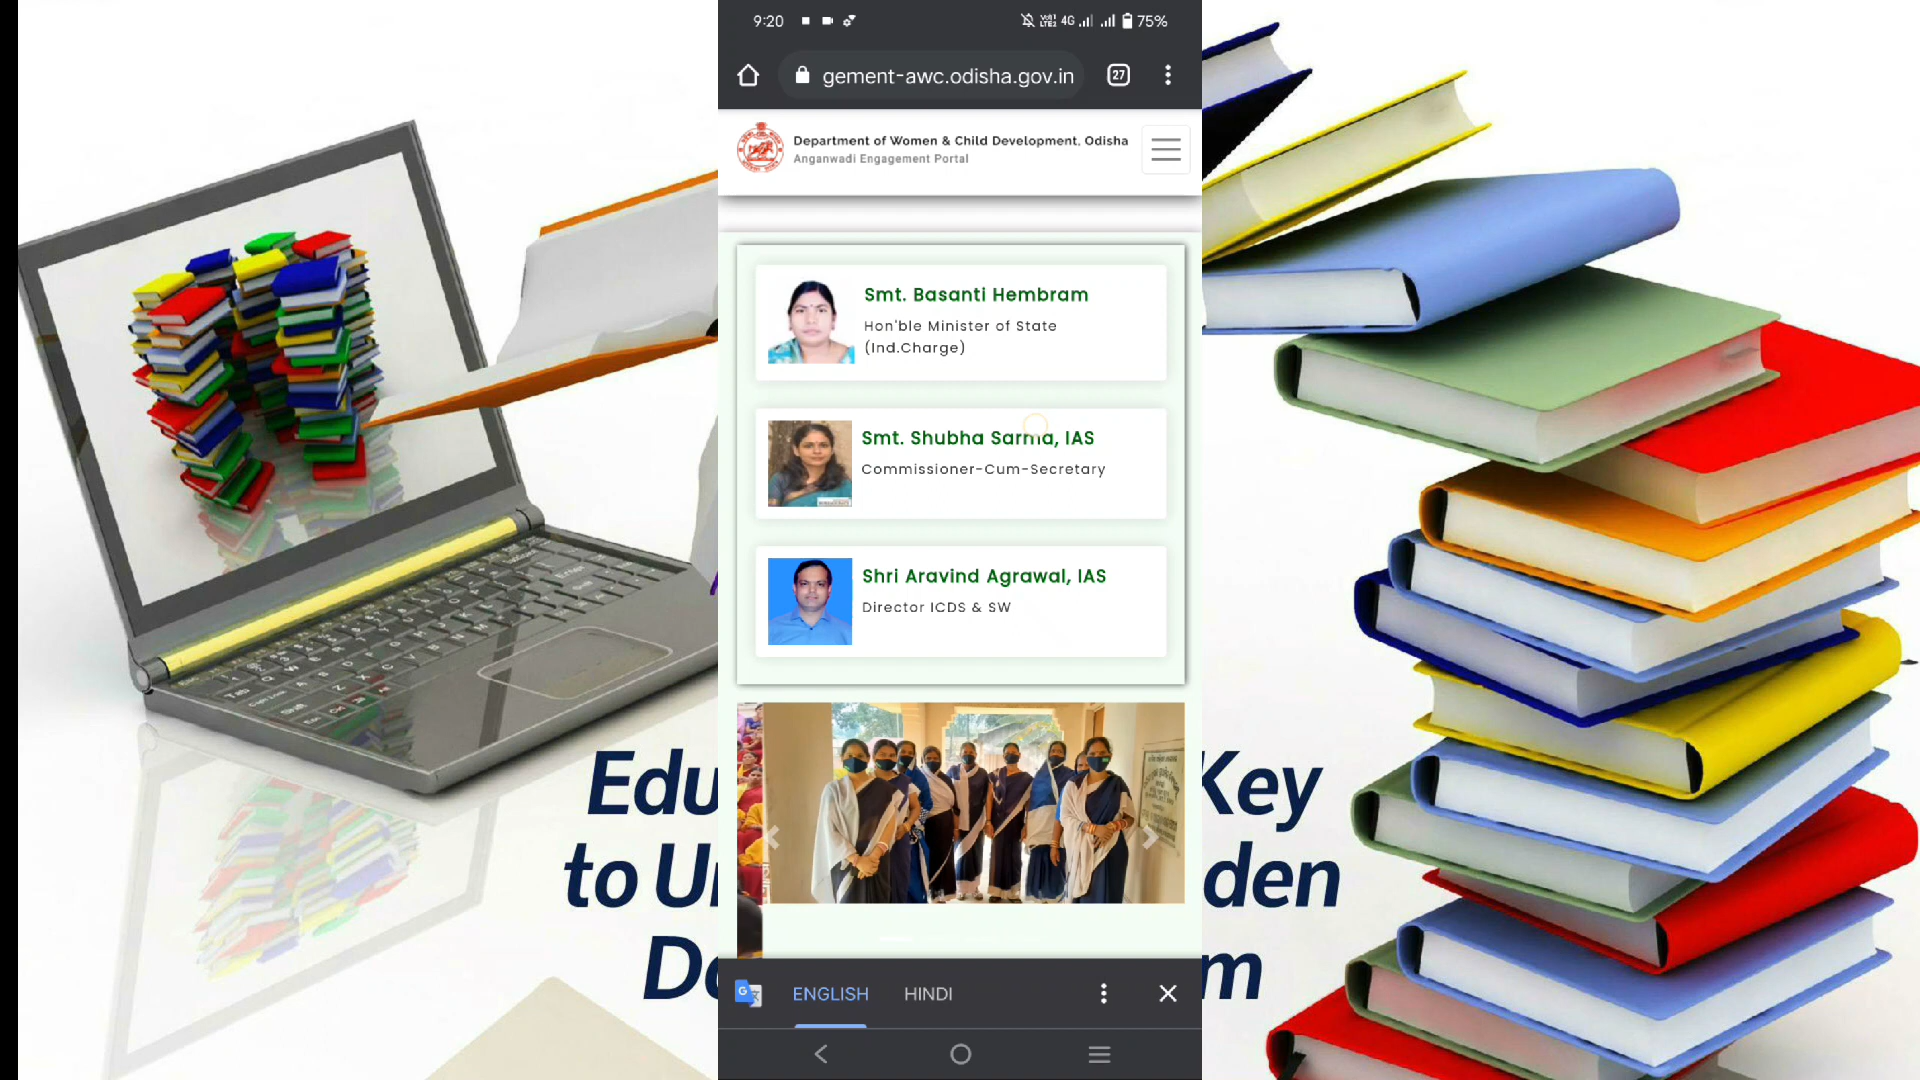 9:20
4G
75%
gement-awc.odisha.gov.in
27
Department of Women & Child Development, Odisha
Anganwadi Engagement Portal
Smt. Basanti Hembram
Hon'ble Minister of State
(Ind.Charge)
Smt. Shubha Sarma, IAS
Commissioner-Cum-Secretary
Shri Aravind Agrawal, IAS
Director ICDS & SW
Edu Key
to U den
D m
ENGLISH HINDI